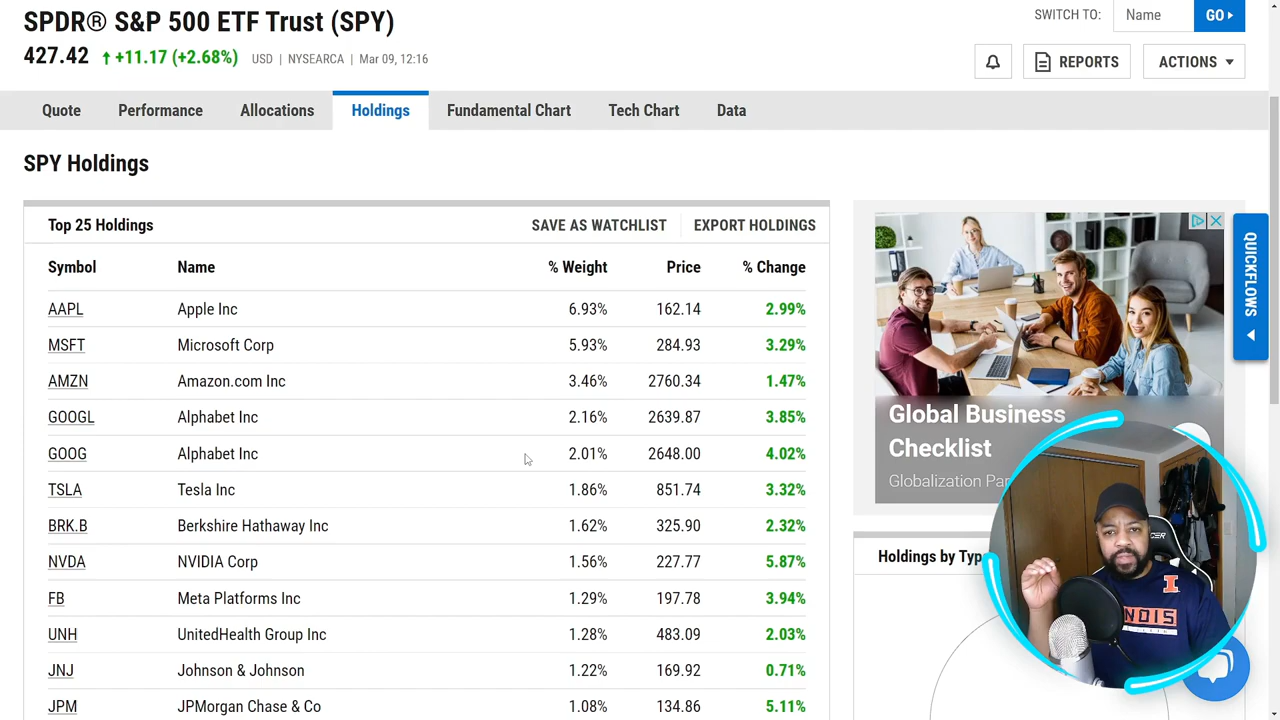 SPDR® S&P 500 ETF Trust (SPY)
SWITCH TO: Name GO
427.42 +11.17 (+2.68%) USD | NYSEARCA | Mar 09, 12:16
REPORTS ACTIONS
Quote Performance Allocations Holdings Fundamental Chart Tech Chart Data
SPY Holdings
Top 25 Holdings SAVE AS WATCHLIST EXPORT HOLDINGS
Symbol Name % Weight Price % Change
AAPL Apple Inc 6.93% 162.14 2.99%
MSFT Microsoft Corp 5.93% 284.93 3.29%
AMZN Amazon.com Inc 3.46% 2760.34 1.47%
GOOGL Alphabet Inc 2.16% 2639.87 3.85%
GOOG Alphabet Inc 2.01% 2648.00 4.02%
TSLA Tesla Inc 1.86% 851.74 3.32%
BRK.B Berkshire Hathaway Inc 1.62% 325.90 2.32%
NVDA NVIDIA Corp 1.56% 227.77 5.87%
FB Meta Platforms Inc 1.29% 197.78 3.94%
UNH UnitedHealth Group Inc 1.28% 483.09 2.03%
JNJ Johnson & Johnson 1.22% 169.92 0.71%
JPM JPMorgan Chase & Co 1.08% 134.86 5.11%
QUICKFLOWS
Global Business
Checklist
Globalization Par
Holdings by Typ
I
NOIS